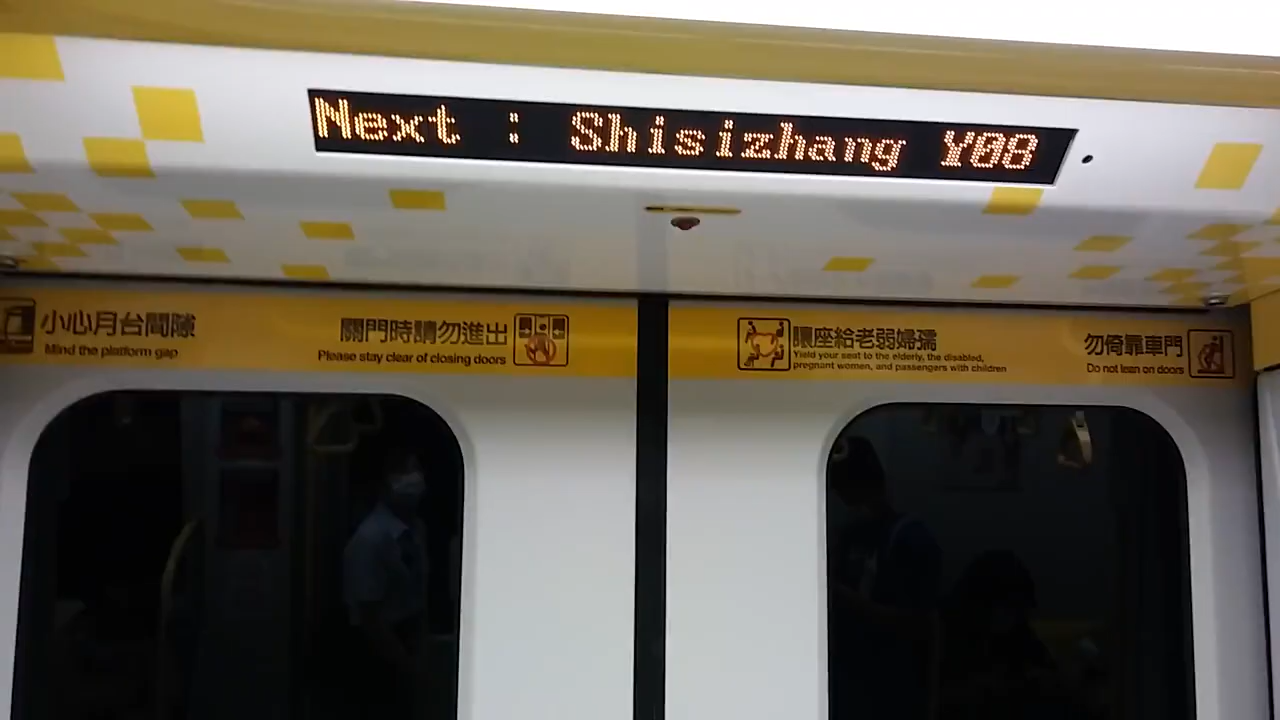 Next : Shisizhang Y08
小心月台間隙
Mind the platform gap
關門時請勿進出
Please stay clear of closing doors
讓座給老弱婦孺
Yield your seat to the elderly, the disabled,
pregnant women, and passengers with children
勿倚靠車門
Do not lean on doors